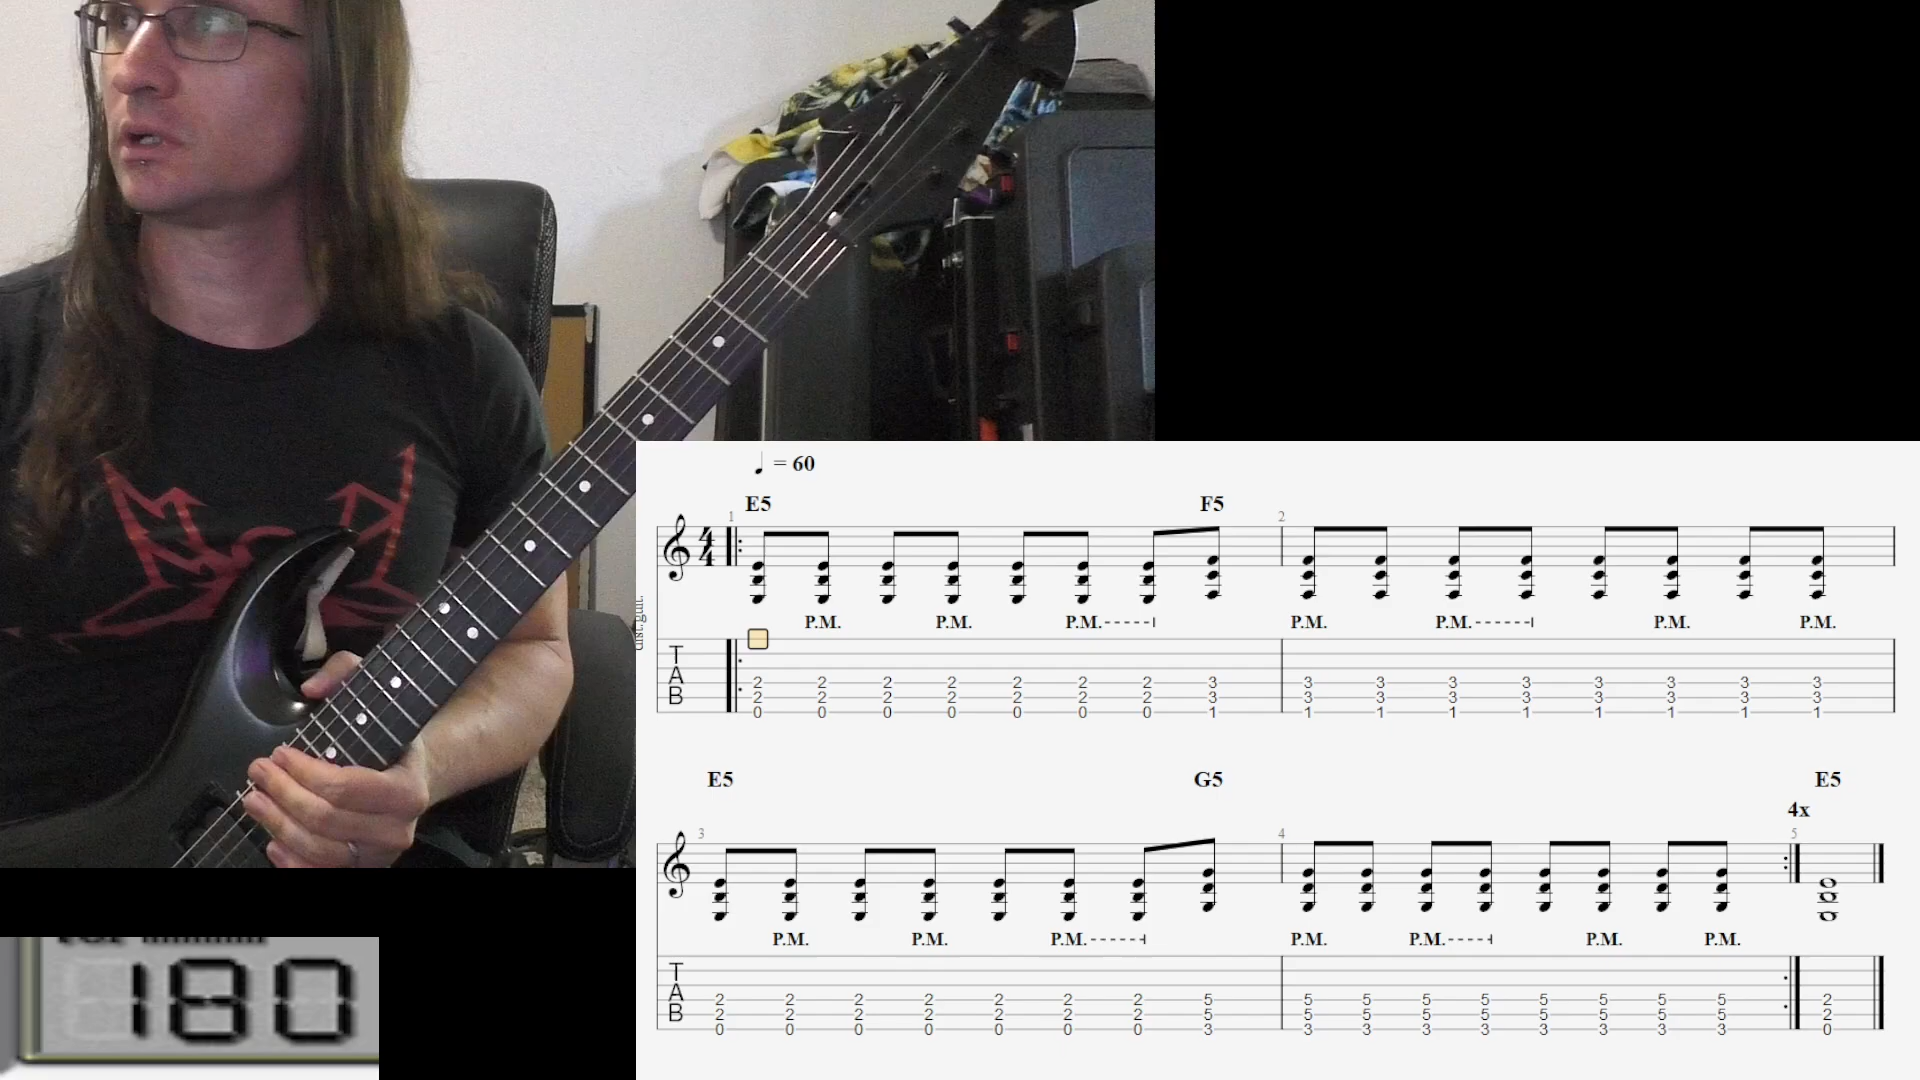 ♩ = 60
E5 F5
1 2
4
4
P.M. P.M. P.M. P.M. P.M. P.M. P.M.
dist.guit.
T
A 2 2 2 2 2 2 2 3 3 3 3 3 3 3 3 3
B 2 2 2 2 2 2 2 3 3 3 3 3 3 3 3 3
0 0 0 0 0 0 0 1 1 1 1 1 1 1 1 1
E5 G5 E5
4x
3 4 5
P.M. P.M. P.M. P.M. P.M. P.M. P.M.
T
A 2 2 2 2 2 2 2 5 5 5 5 5 5 5 5 5 2
B 2 2 2 2 2 2 2 5 5 5 5 5 5 5 5 5 2
0 0 0 0 0 0 0 3 3 3 3 3 3 3 3 3 0
180